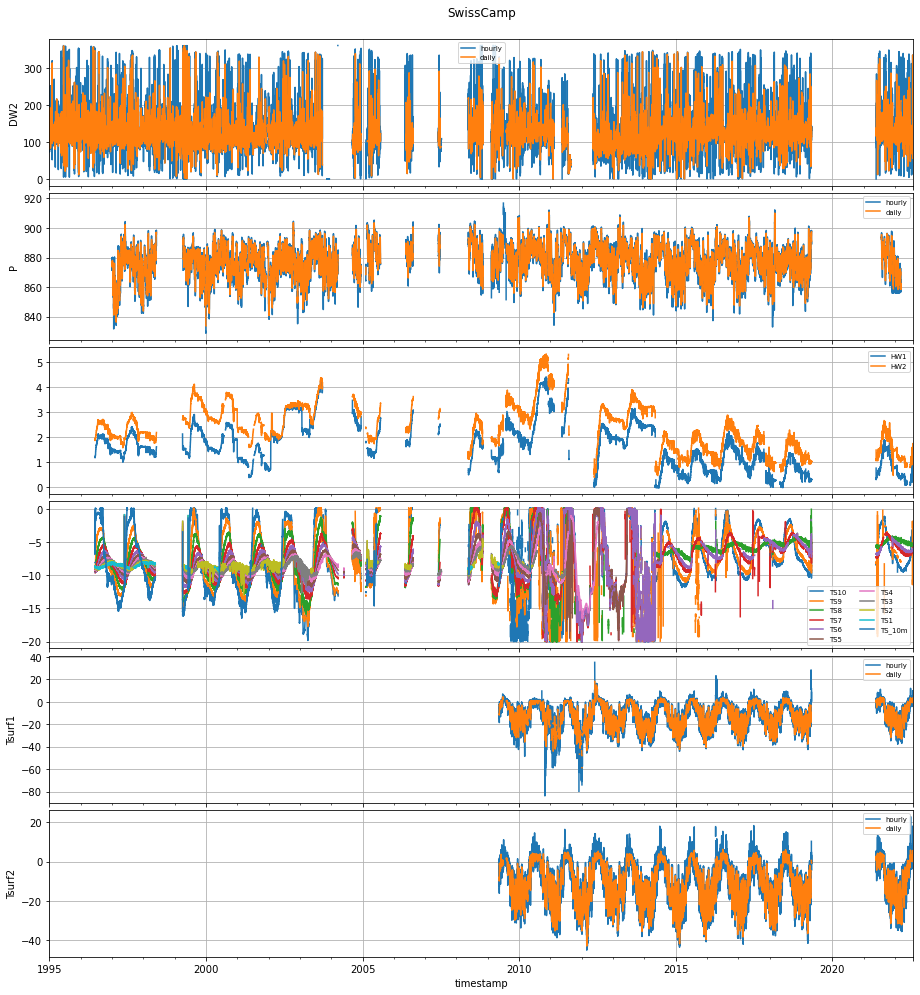 SwissCamp
DW2
300
200
100
0
hourly
daily
P
920
900
880
860
840
hourly
daily
5
4
3
2
1
0
HW1
HW2
0
−5
−10
−15
−20
TS10 TS4
TS9 TS3
TS8 TS2
TS7 TS1
TS6 TS_10m
TS5
Tsurf1
40
20
0
−20
−40
−60
−80
hourly
daily
Tsurf2
20
0
−20
−40
hourly
daily
1995 2000 2005 2010 2015 2020
timestamp